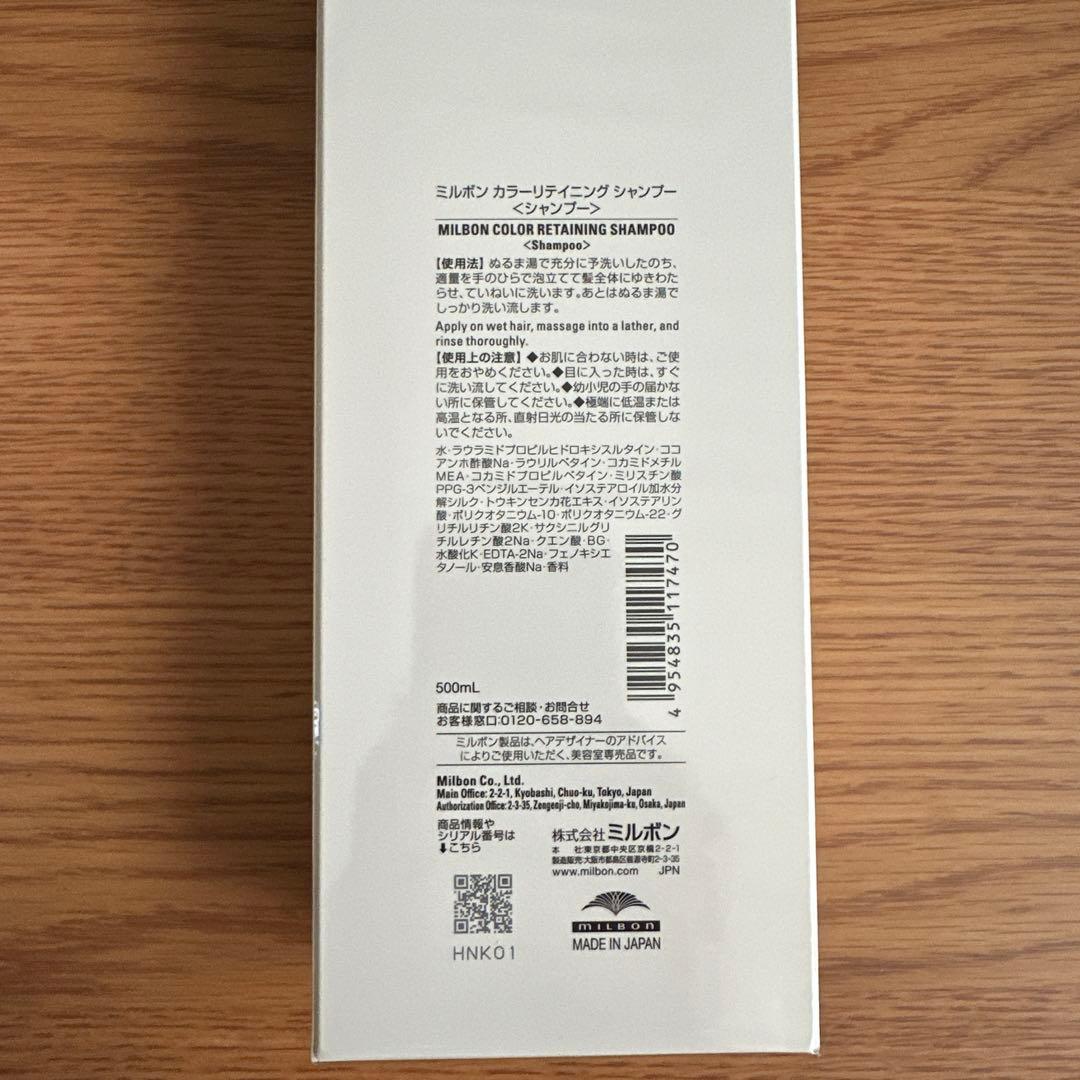 ミルボン カラーリテイニング シャンプー
＜シャンプー＞
MILBON COLOR RETAINING SHAMPOO
<Shampoo>
【使用法】ぬるま湯で充分に予洗いしたのち、
適量を手のひらで泡立てて髪全体にゆきわた
らせ、ていねいに洗います。あとはぬるま湯で
しっかり洗い流します。
Apply on wet hair, massage into a lather, and
rinse thoroughly.
【使用上の注意】◆お肌に合わない時は、ご使
用をおやめください。◆目に入った時は、すぐ
に洗い流してください。◆幼小児の手の届かな
い所に保管してください。◆極端に低温または
高温となる所、直射日光の当たる所に保管しな
いでください。
水・ラウラミドプロピルヒドロキシスルタイン・ココ
アンホ酢酸Na・ラウリルベタイン・コカミドメチル
MEA・コカミドプロピルベタイン・ミリスチン酸
PPG-3ベンジルエーテル・イソステアロイル加水分
解シルク・トウキンセンカ花エキス・イソステアリン
酸・ポリクオタニウム-10・ポリクオタニウム-22・グ
リチルリチン酸2K・サクシニルグリ
チルレチン酸2Na・クエン酸・BG・
水酸化K・EDTA-2Na・フェノキシエ
タノール・安息香酸Na・香料
4 954835 117470
500mL
商品に関するご相談・お問合せ
お客様窓口:0120-658-894
ミルボン製品は、ヘアデザイナーのアドバイス
によりご使用いただく、美容室専売品です。
Milbon Co., Ltd.
Main Office: 2-2-1, Kyobashi, Chuo-ku, Tokyo, Japan
Authorization Office: 2-3-35, Zengenji-cho, Miyakojima-ku, Osaka, Japan
商品情報や
シリアル番号は
⬇こちら
株式会社 ミルボン
本 社:東京都中央区京橋2-2-1
製造販売:大阪市都島区善源寺町2-3-35
www.milbon.com JPN
HNK01
MILBON
MADE IN JAPAN